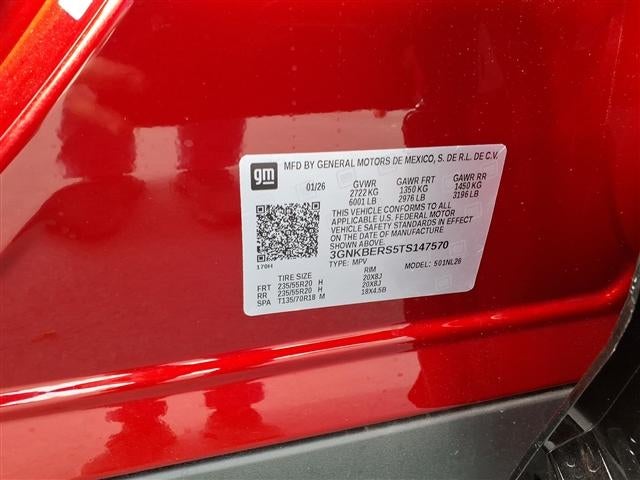 gm
MFD BY GENERAL MOTORS DE MEXICO, S. DE R.L. DE C.V.
01/26 GVWR GAWR FRT GAWR RR
2722 KG 1350 KG 1450 KG
6001 LB 2976 LB 3196 LB
THIS VEHICLE CONFORMS TO ALL
APPLICABLE U.S. FEDERAL MOTOR
VEHICLE SAFETY STANDARDS IN EFFECT
ON THE DATE OF MANUFACTURE
SHOWN ABOVE.
3GNKBERS5TS147570
TYPE: MPV MODEL: 501NL26
170H
TIRE SIZE RIM
FRT 235/55R20 H 20X8J
RR 235/55R20 H 20X8J
SPA T135/70R18 M 18X4.5B